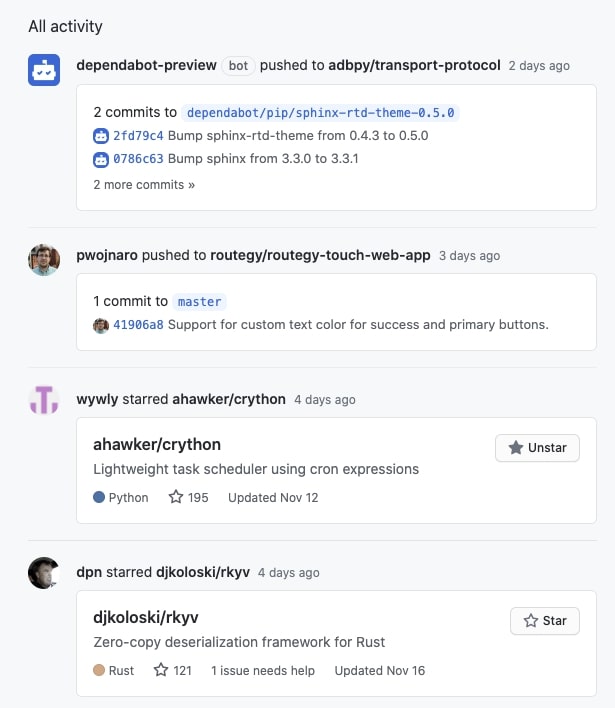 All activity
dependabot-preview bot pushed to adbpy/transport-protocol 2 days ago
2 commits to dependabot/pip/sphinx-rtd-theme-0.5.0
2fd79c4 Bump sphinx-rtd-theme from 0.4.3 to 0.5.0
0786c63 Bump sphinx from 3.3.0 to 3.3.1
2 more commits »
pwojnaro pushed to routegy/routegy-touch-web-app 3 days ago
1 commit to master
41906a8 Support for custom text color for success and primary buttons.
wywly starred ahawker/crython 4 days ago
ahawker/crython
Unstar
Lightweight task scheduler using cron expressions
Python 195 Updated Nov 12
dpn starred djkoloski/rkyv 4 days ago
djkoloski/rkyv
Star
Zero-copy deserialization framework for Rust
Rust 121 1 issue needs help Updated Nov 16